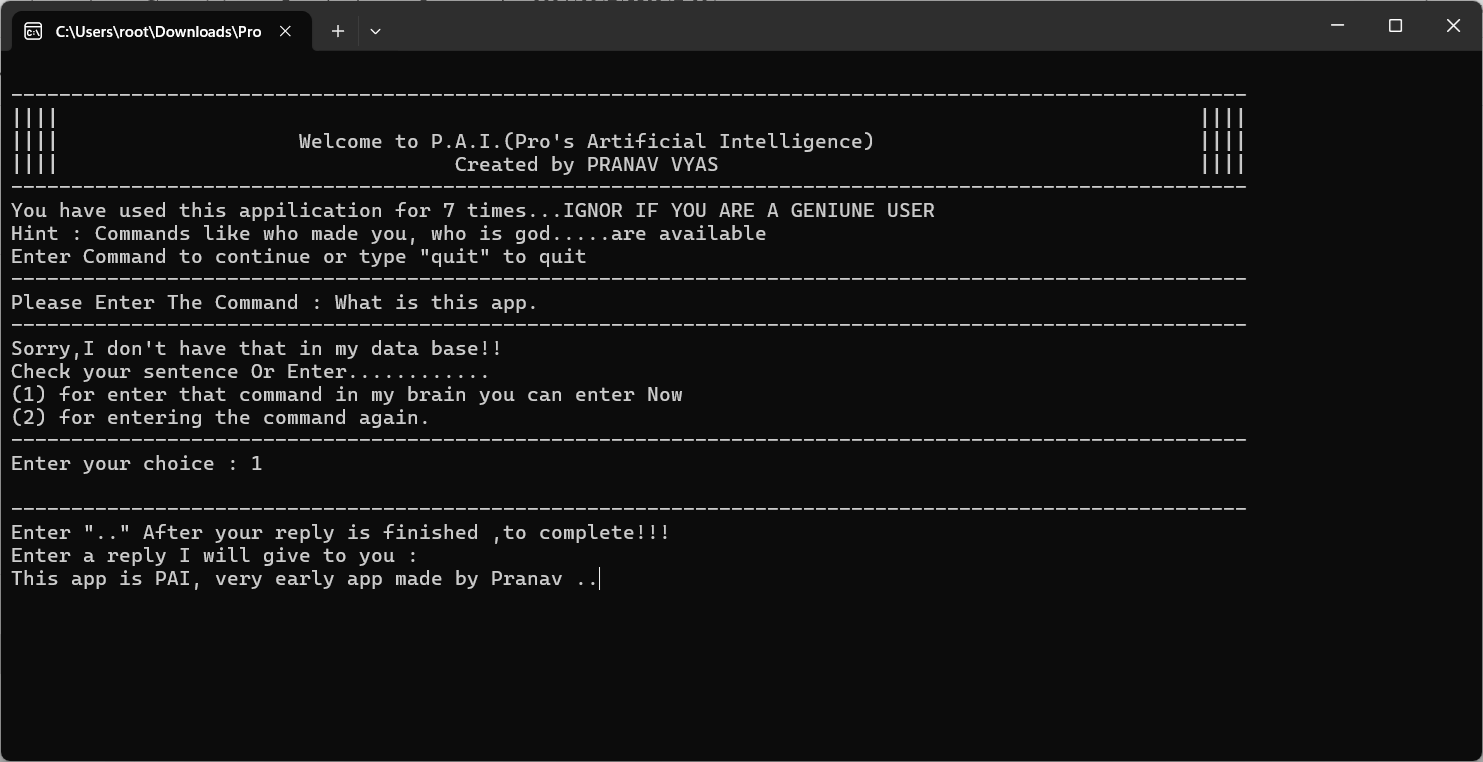 C:\Users\root\Downloads\Pro
--------------------------------------------------------------------------------------------------------
||||                                                                                                ||||
||||                    Welcome to P.A.I.(Pro's Artificial Intelligence)                            ||||
||||                                 Created by PRANAV VYAS                                         ||||
--------------------------------------------------------------------------------------------------------
You have used this appilication for 7 times...IGNOR IF YOU ARE A GENIUNE USER
Hint : Commands like who made you, who is god.....are available
Enter Command to continue or type "quit" to quit
--------------------------------------------------------------------------------------------------------
Please Enter The Command : What is this app.
--------------------------------------------------------------------------------------------------------
Sorry,I don't have that in my data base!!
Check your sentence Or Enter............
(1) for enter that command in my brain you can enter Now
(2) for entering the command again.
--------------------------------------------------------------------------------------------------------
Enter your choice : 1
--------------------------------------------------------------------------------------------------------
Enter ".." After your reply is finished ,to complete!!!
Enter a reply I will give to you :
This app is PAI, very early app made by Pranav ..